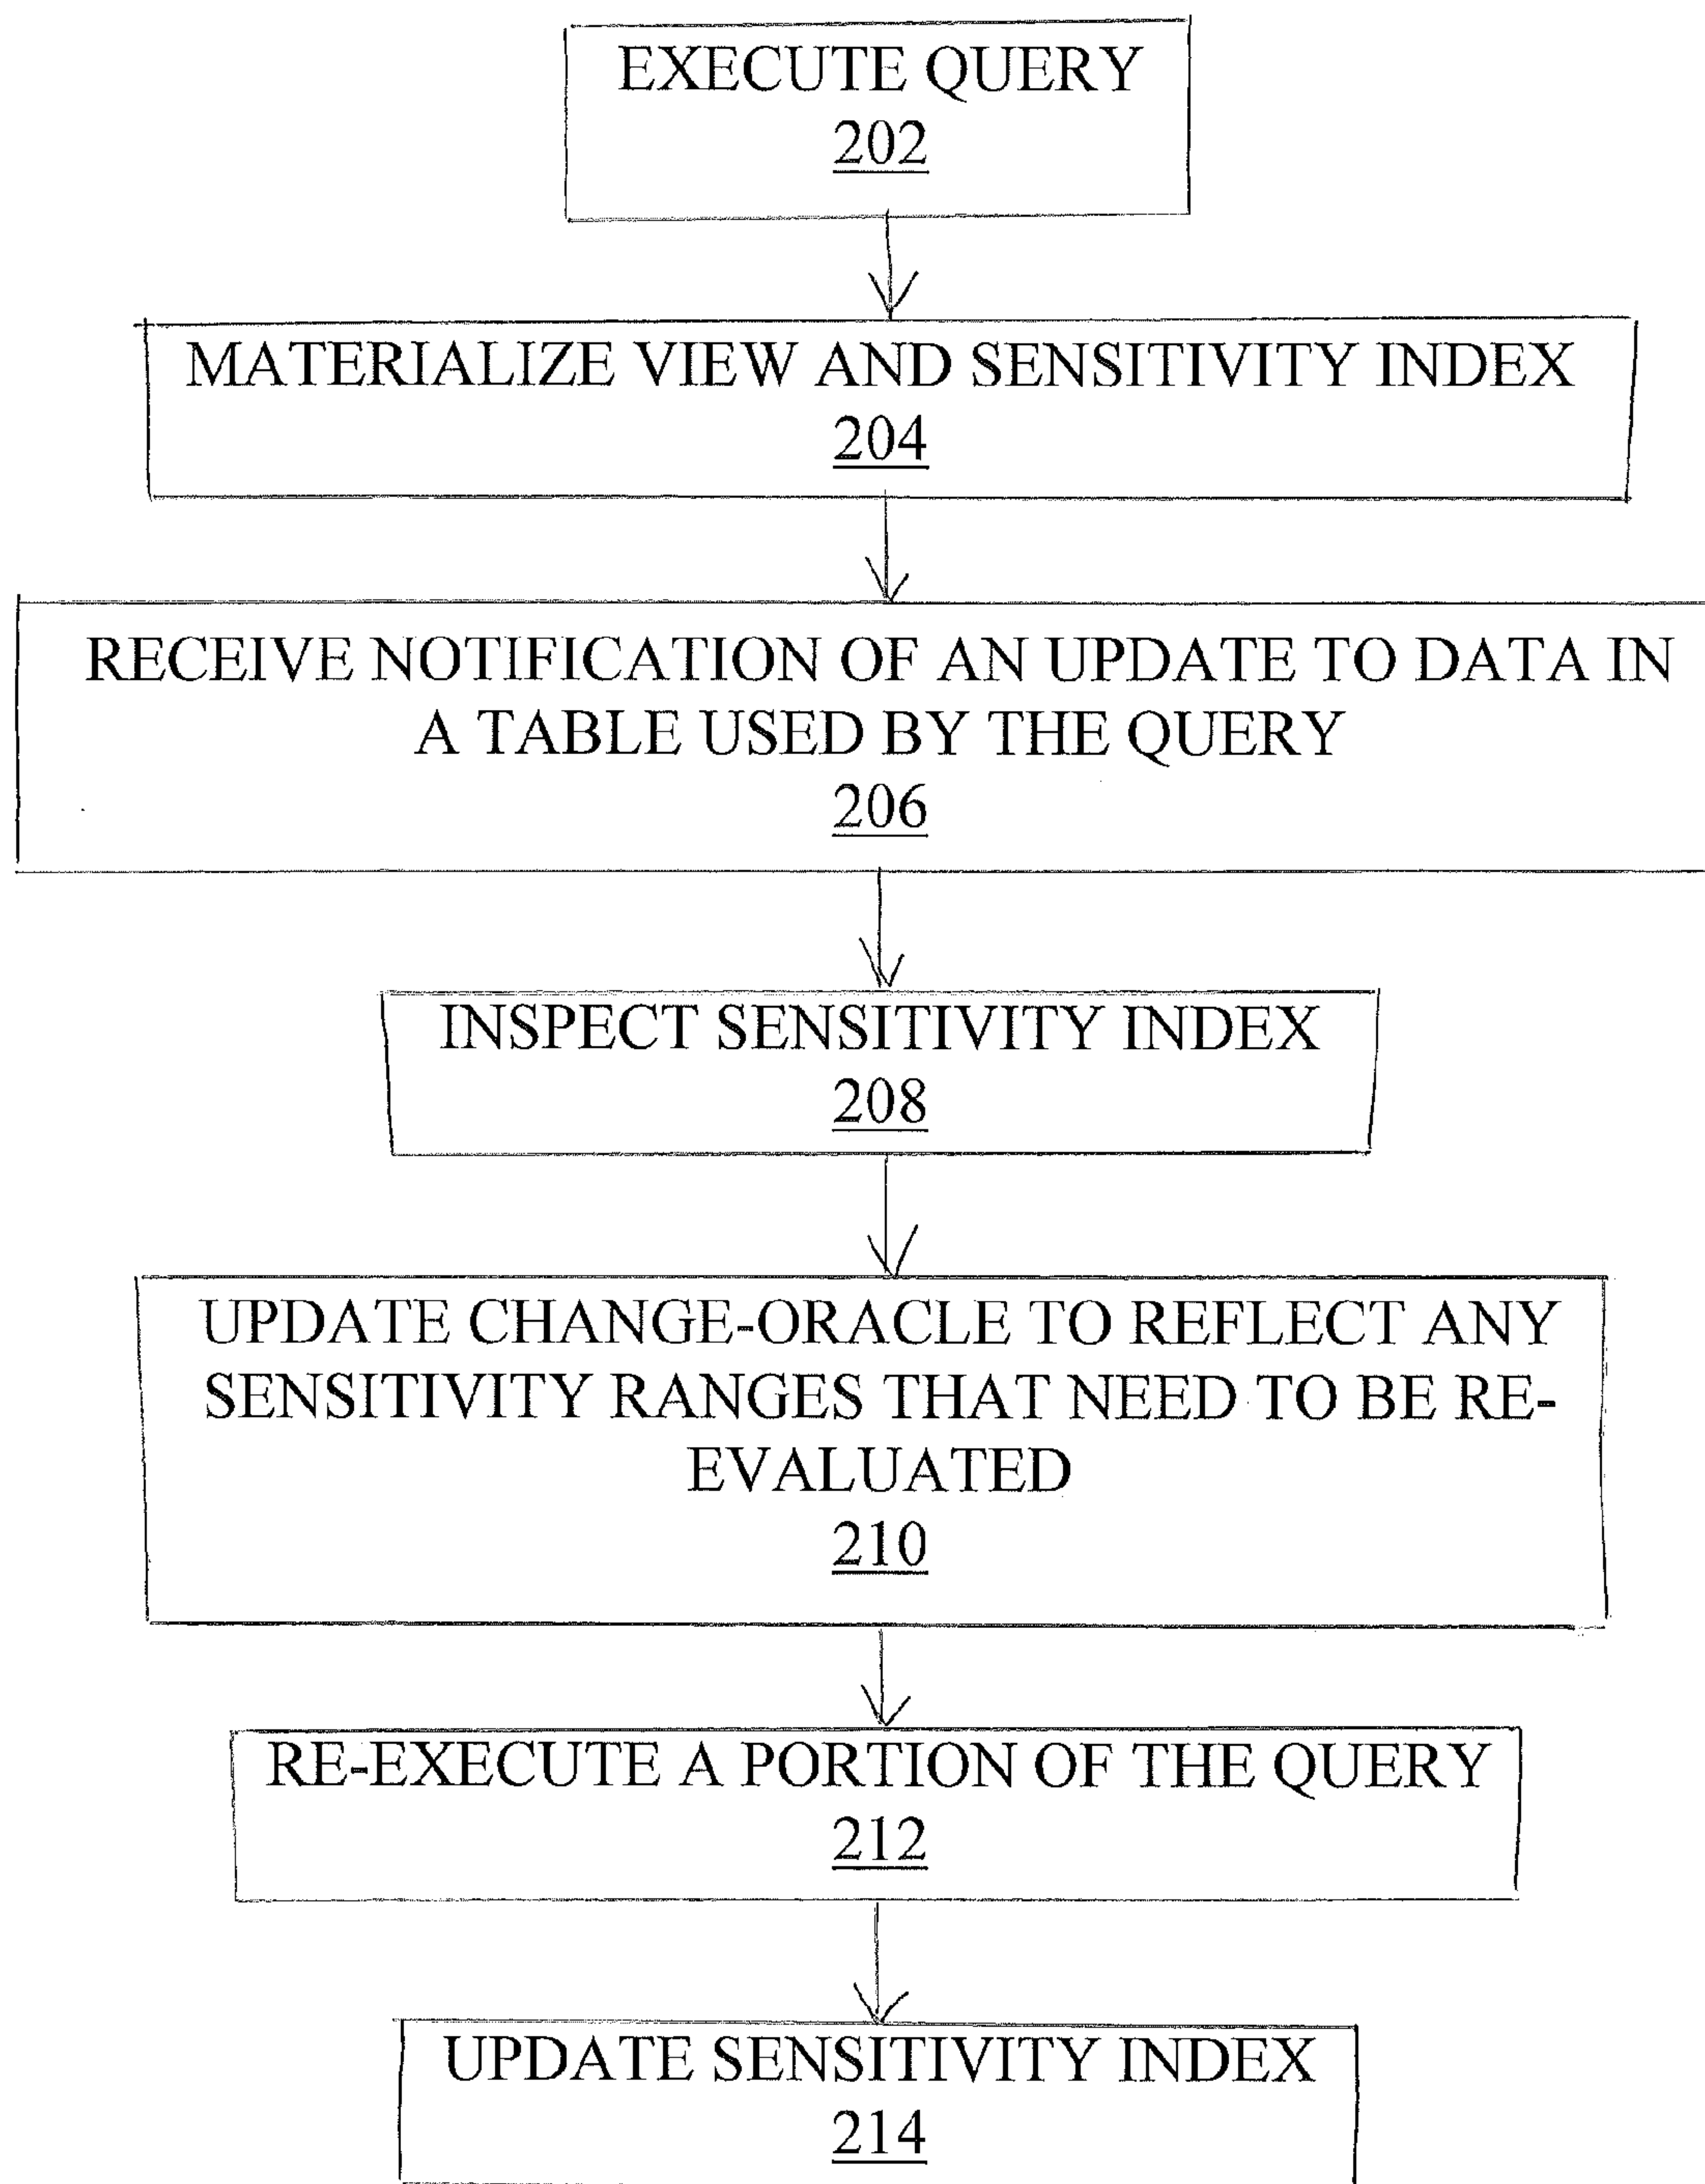 EXECUTE QUERY
202
MATERIALIZE VIEW AND SENSITIVITY INDEX
204
RECEIVE NOTIFICATION OF AN UPDATE TO DATA IN
A TABLE USED BY THE QUERY
206
INSPECT SENSITIVITY INDEX
208
UPDATE CHANGE-ORACLE TO REFLECT ANY
SENSITIVITY RANGES THAT NEED TO BE RE-
EVALUATED
210
RE-EXECUTE A PORTION OF THE QUERY
212
UPDATE SENSITIVITY INDEX
214